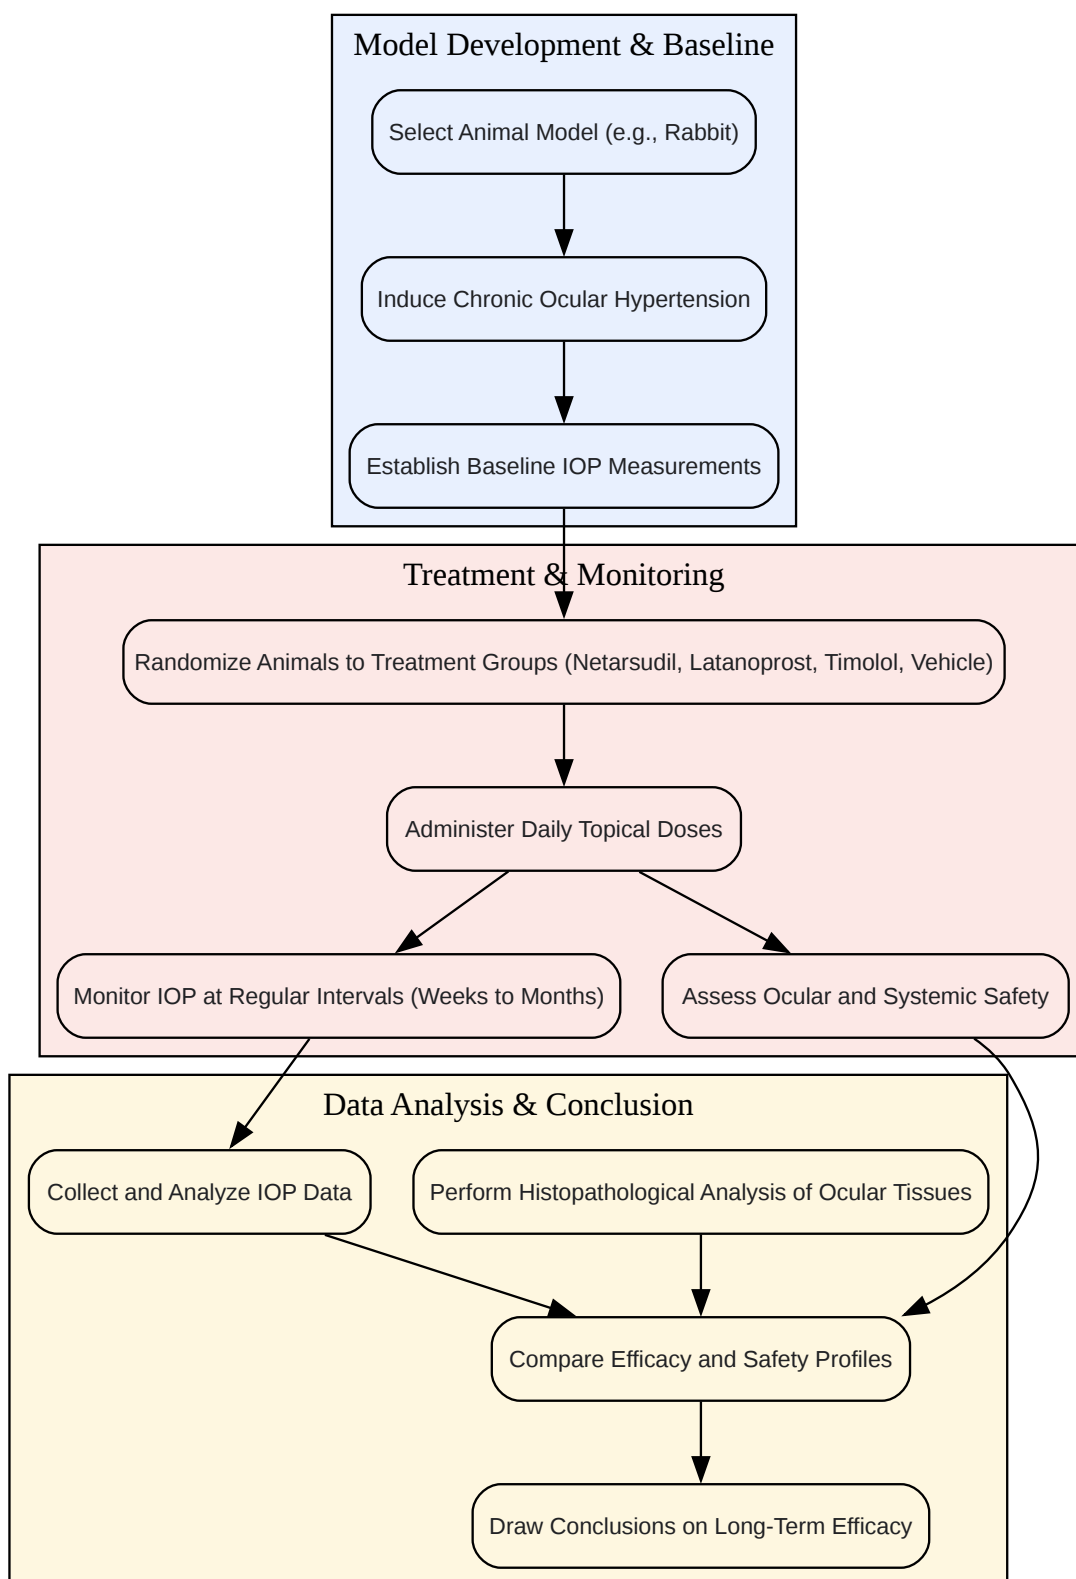 Model Development & Baseline
Select Animal Model (e.g., Rabbit)
Induce Chronic Ocular Hypertension
Establish Baseline IOP Measurements
Treatment & Monitoring
Randomize Animals to Treatment Groups (Netarsudil, Latanoprost, Timolol, Vehicle)
Administer Daily Topical Doses
Monitor IOP at Regular Intervals (Weeks to Months)
Assess Ocular and Systemic Safety
Data Analysis & Conclusion
Collect and Analyze IOP Data
Perform Histopathological Analysis of Ocular Tissues
Compare Efficacy and Safety Profiles
Draw Conclusions on Long-Term Efficacy